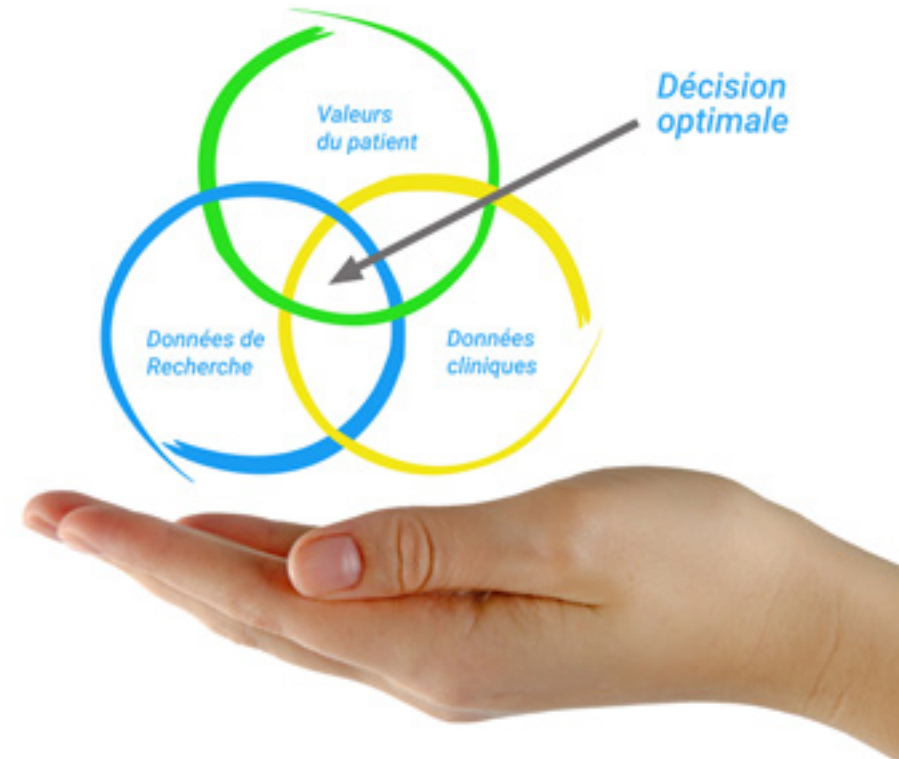 Valeurs
du patient
Décision
optimale
Données de
Recherche
Données
cliniques